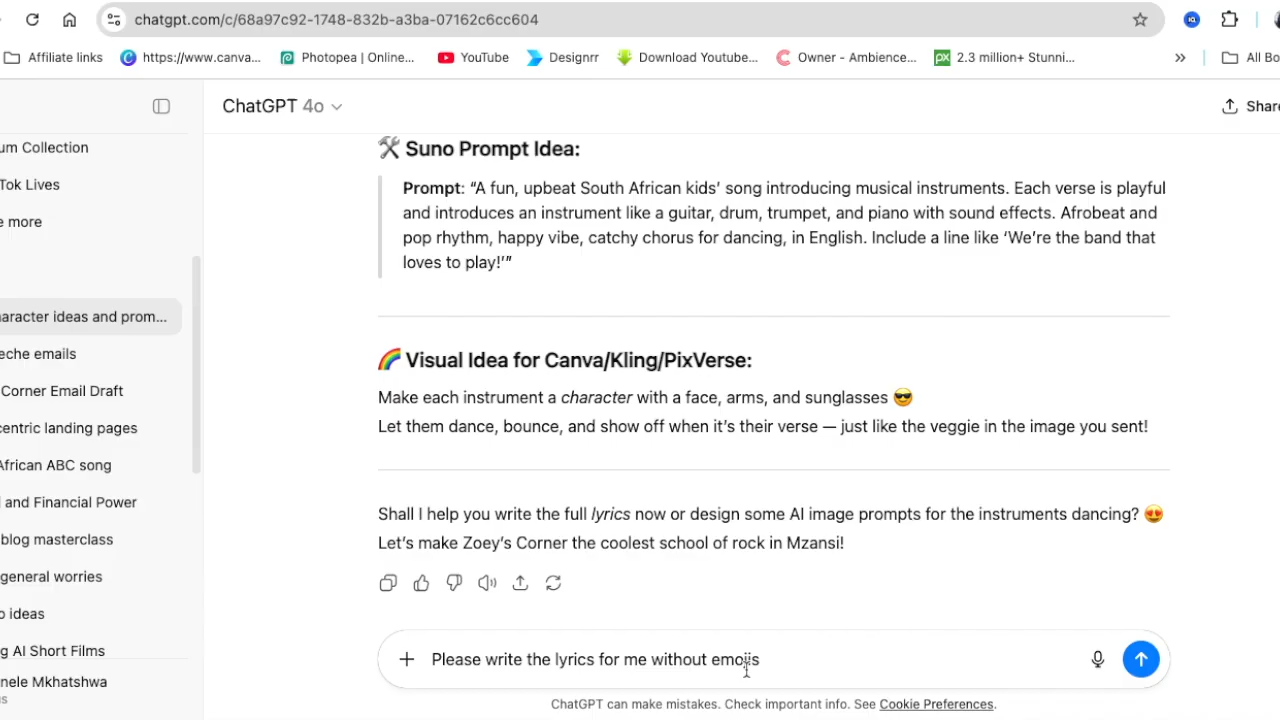 chatgpt.com/c/68a97c92-1748-832b-a3ba-07162c6cc604
Affiliate links
https://www.canva...
Photopea | Online...
YouTube
Designrr
Download Youtube...
Owner - Ambience...
2.3 million+ Stunni...
All Bo
ChatGPT 4o
Share
um Collection
Tok Lives
e more
aracter ideas and prom...
eche emails
Corner Email Draft
centric landing pages
African ABC song
l and Financial Power
blog masterclass
general worries
o ideas
g AI Short Films
nele Mkhatshwa
us
🛠 Suno Prompt Idea:
Prompt: “A fun, upbeat South African kids’ song introducing musical instruments. Each verse is playful
and introduces an instrument like a guitar, drum, trumpet, and piano with sound effects. Afrobeat and
pop rhythm, happy vibe, catchy chorus for dancing, in English. Include a line like ‘We’re the band that
loves to play!’”
🌈 Visual Idea for Canva/Kling/PixVerse:
Make each instrument a character with a face, arms, and sunglasses 😎
Let them dance, bounce, and show off when it’s their verse — just like the veggie in the image you sent!
Shall I help you write the full lyrics now or design some AI image prompts for the instruments dancing? 😍
Let’s make Zoey’s Corner the coolest school of rock in Mzansi!
Please write the lyrics for me without emojis
ChatGPT can make mistakes. Check important info. See Cookie Preferences.